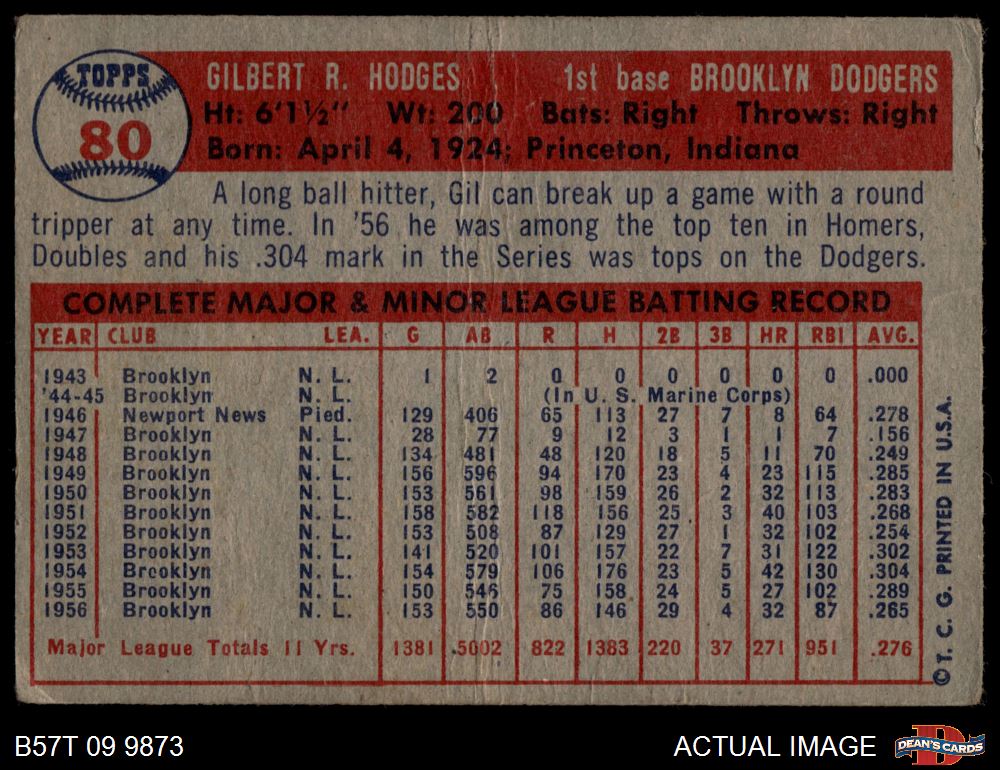 TOPPS
80
GILBERT R. HODGES 1st base BROOKLYN DODGERS
Ht: 6'1½" Wt: 200 Bats: Right Throws: Right
Born: April 4, 1924; Princeton, Indiana
A long ball hitter, Gil can break up a game with a round
tripper at any time. In '56 he was among the top ten in Homers,
Doubles and his .304 mark in the Series was tops on the Dodgers.
COMPLETE MAJOR & MINOR LEAGUE BATTING RECORD
YEAR CLUB LEA. G AB R H 2B 3B HR RBI AVG.
1943 Brooklyn N. L. 1 2 0 0 0 0 0 0 .000
'44-45 Brooklyn N. L. (In U. S. Marine Corps)
1946 Newport News Pied. 129 406 65 113 27 7 8 64 .278
1947 Brooklyn N. L. 28 77 9 12 3 1 1 7 .156
1948 Brooklyn N. L. 134 481 48 120 18 5 11 70 .249
1949 Brooklyn N. L. 156 596 94 170 23 4 23 115 .285
1950 Brooklyn N. L. 153 561 98 159 26 2 32 113 .283
1951 Brooklyn N. L. 158 582 118 156 25 3 40 103 .268
1952 Brooklyn N. L. 153 508 87 129 27 1 32 102 .254
1953 Brooklyn N. L. 141 520 101 157 22 7 31 122 .302
1954 Brooklyn N. L. 154 579 106 176 23 5 42 130 .304
1955 Brooklyn N. L. 150 546 75 158 24 5 27 102 .289
1956 Brooklyn N. L. 153 550 86 146 29 4 32 87 .265
Major League Totals 11 Yrs. 1381 5002 822 1383 220 37 271 951 .276
© T. C. G. PRINTED IN U.S.A.
B57T 09 9873 ACTUAL IMAGE
DEAN'S CARDS